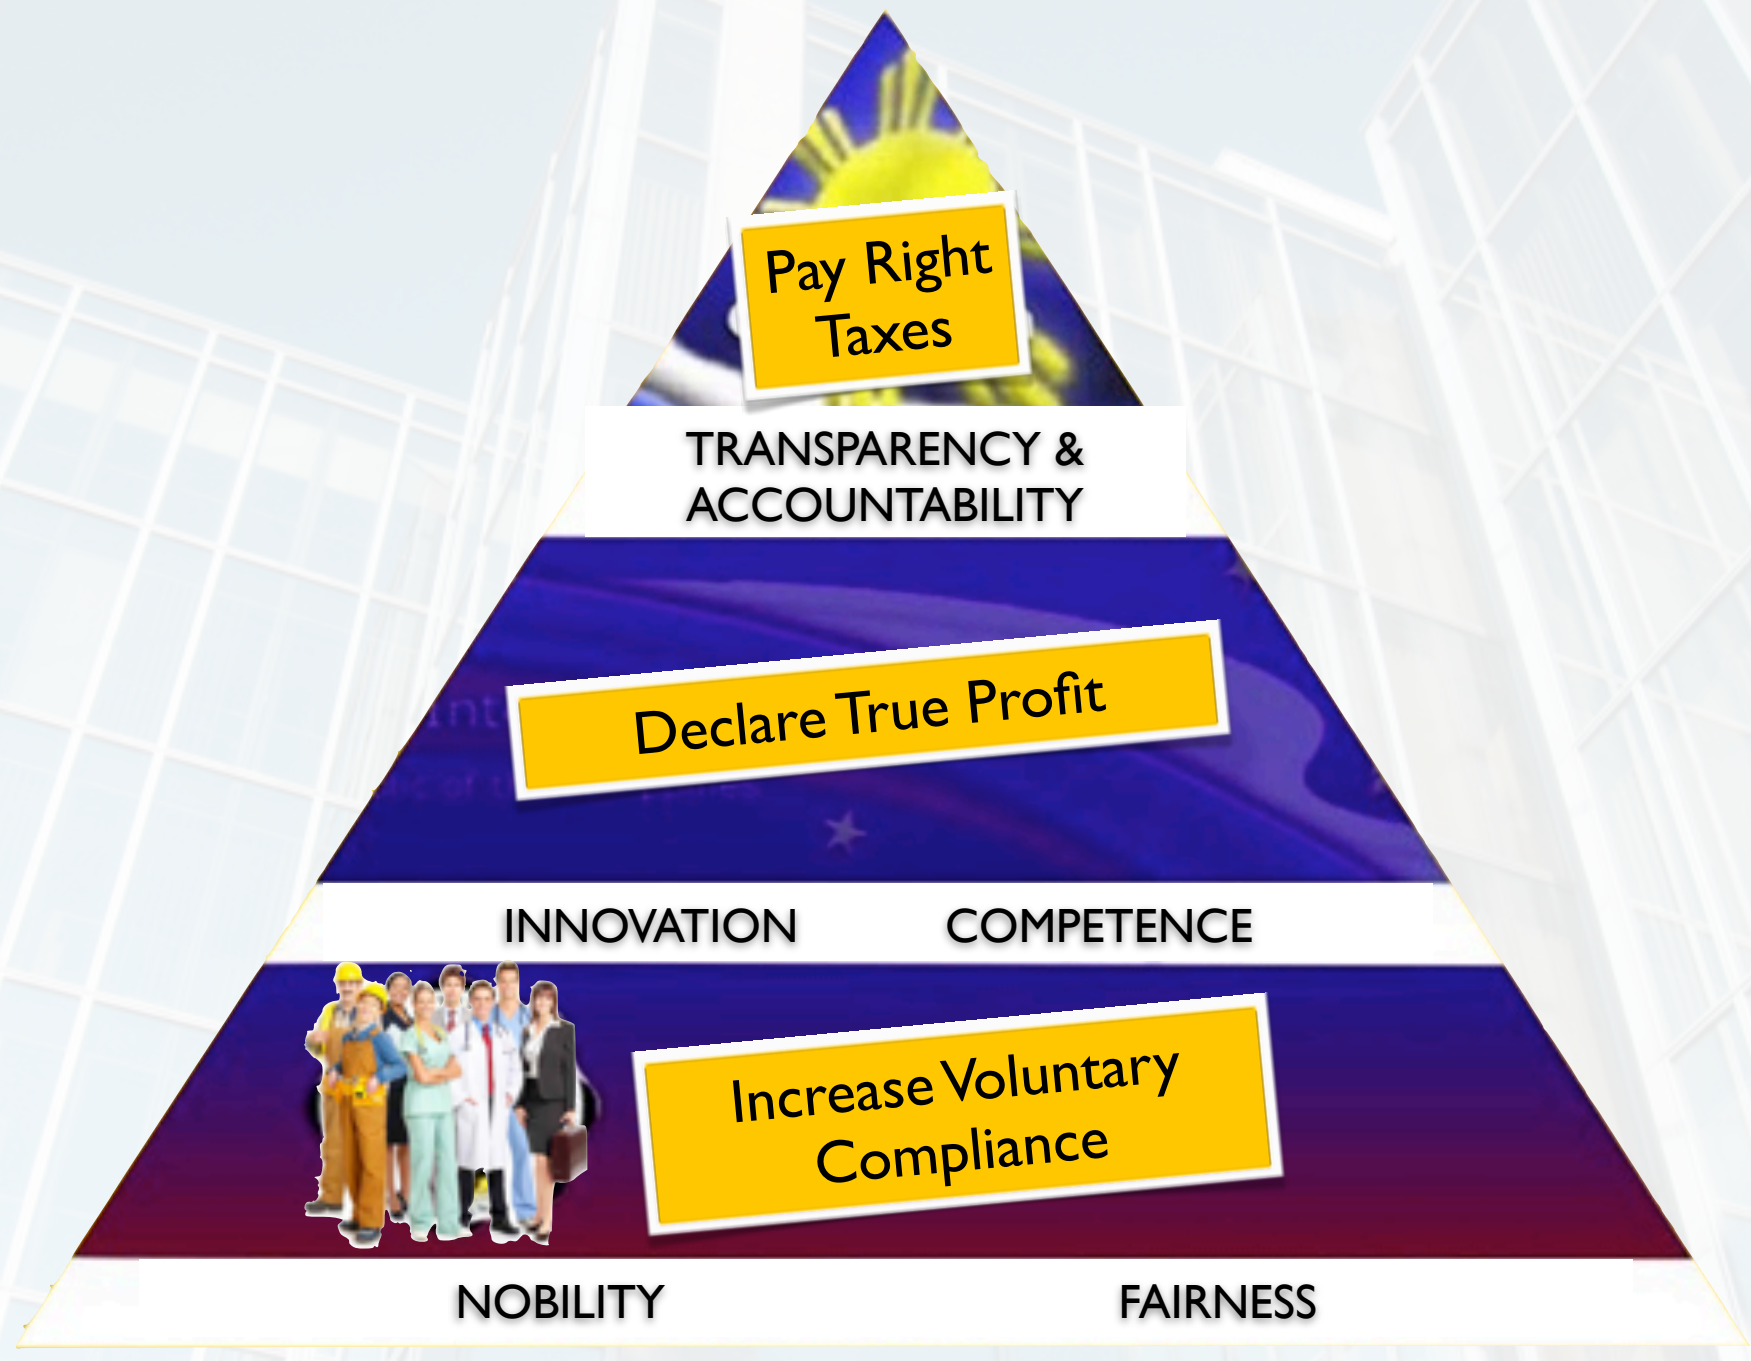 Pay Right
Taxes
TRANSPARENCY &
ACCOUNTABILITY
Declare True Profit
INNOVATION COMPETENCE
Increase Voluntary
Compliance
NOBILITY FAIRNESS